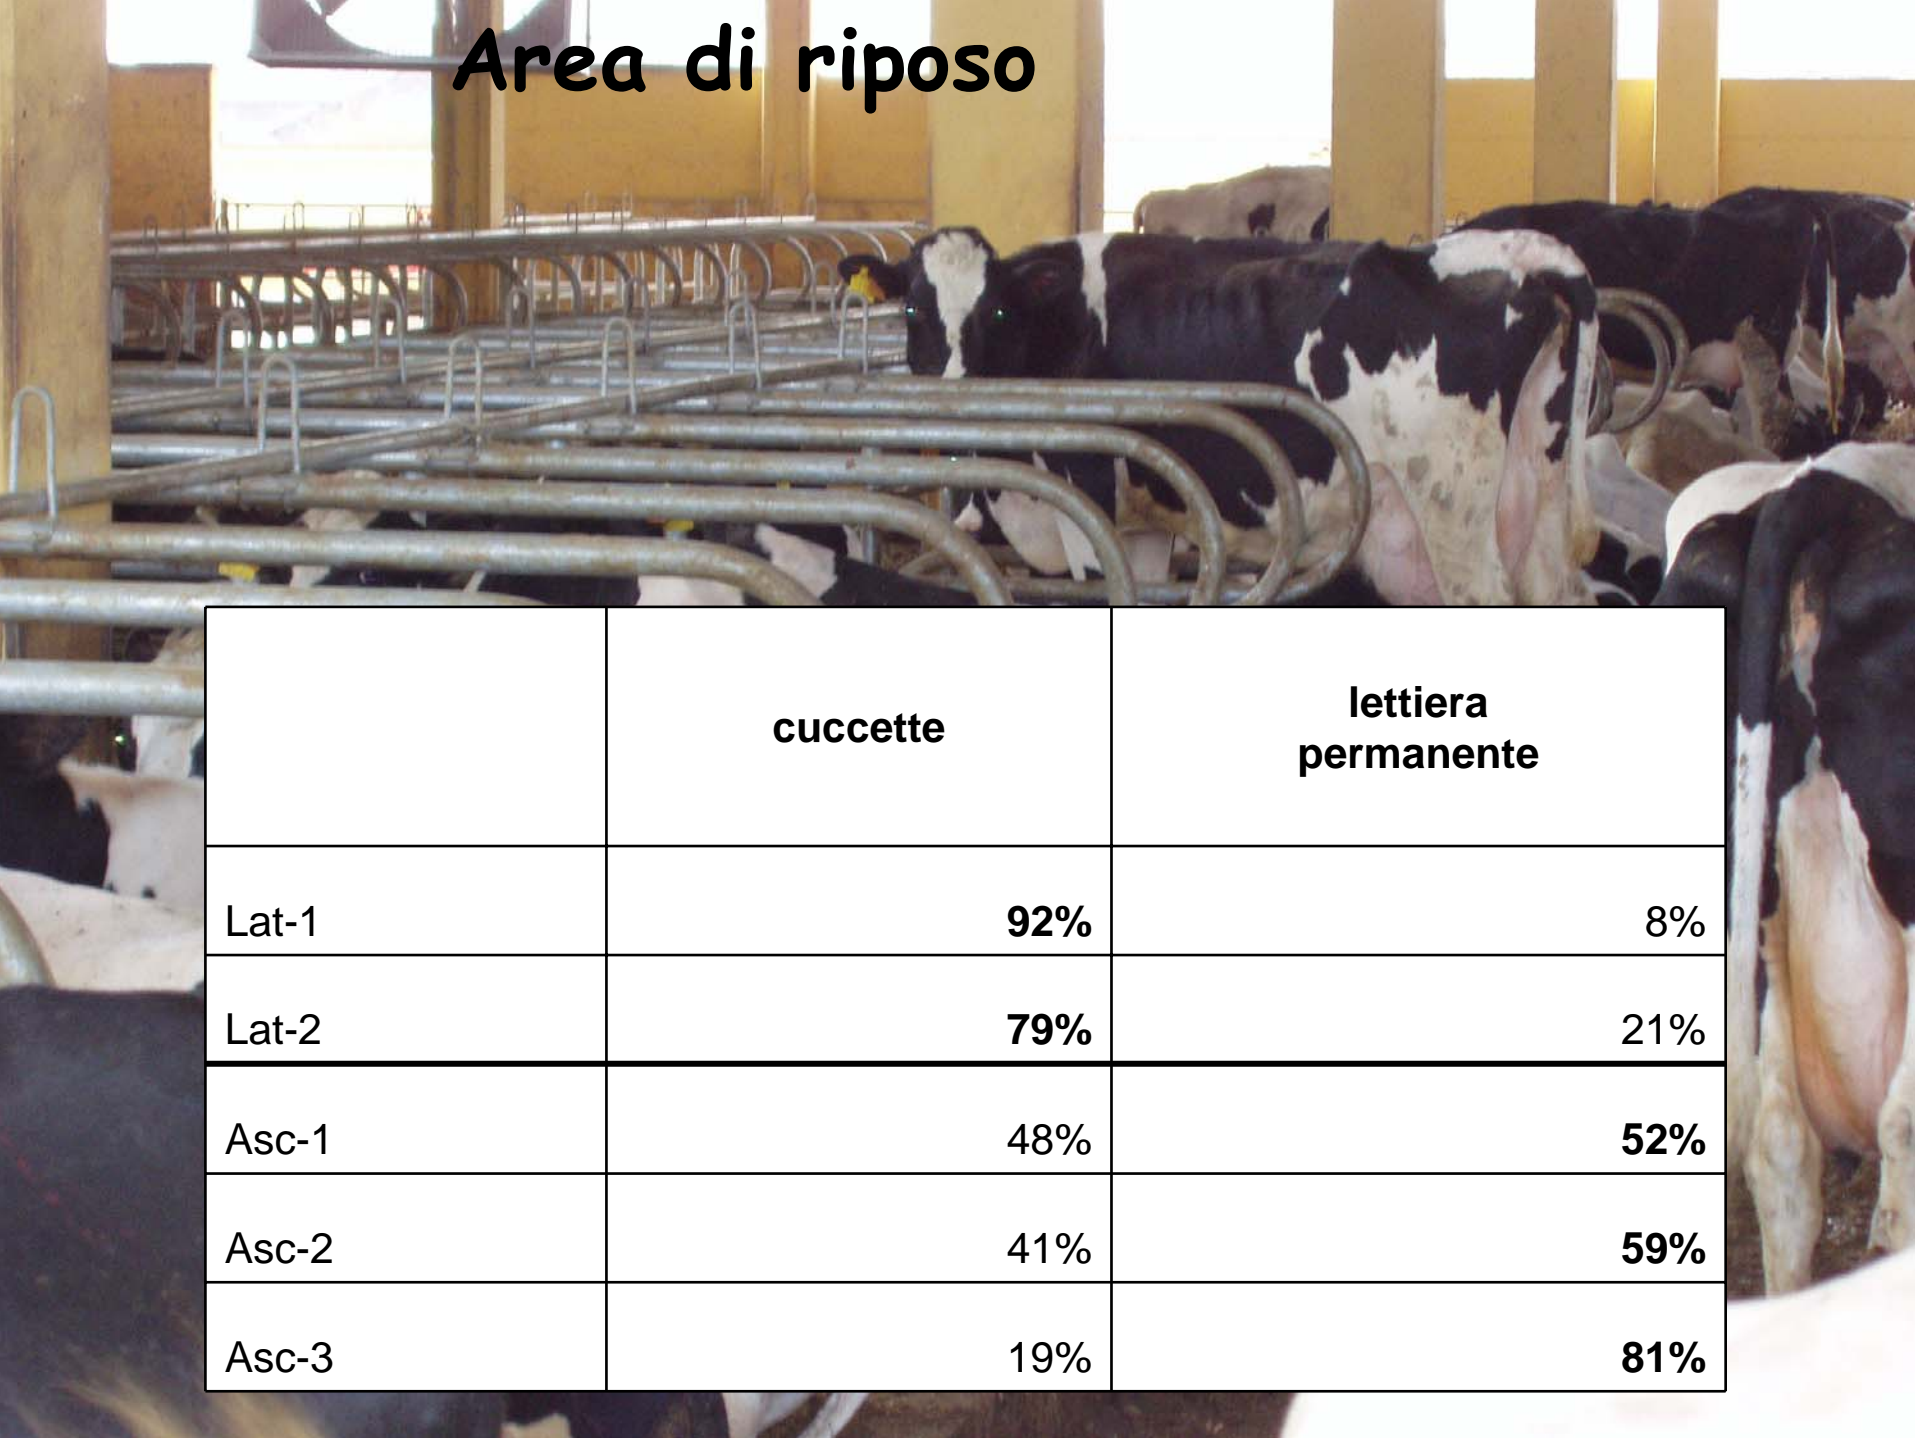 Area di riposo
cuccette
lettiera
permanente
Lat-1 92% 8%
Lat-2 79% 21%
Asc-1 48% 52%
Asc-2 41% 59%
Asc-3 19% 81%